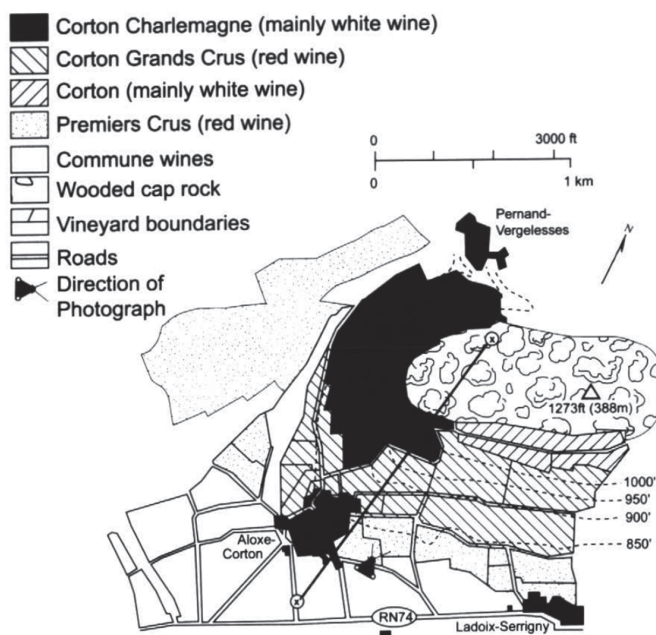 Corton Charlemagne (mainly white wine)
Corton Grands Crus (red wine)
Corton (mainly white wine)
Premiers Crus (red wine)
Commune wines
Wooded cap rock
Vineyard boundaries
Roads
Direction of
Photograph
0 3000 ft
0 1 km
Pernand-
Vergelesses
N
x
1273ft (388m)
1000'
950'
900'
850'
Aloxe-
Corton
x
RN74
Ladoix-Serrigny